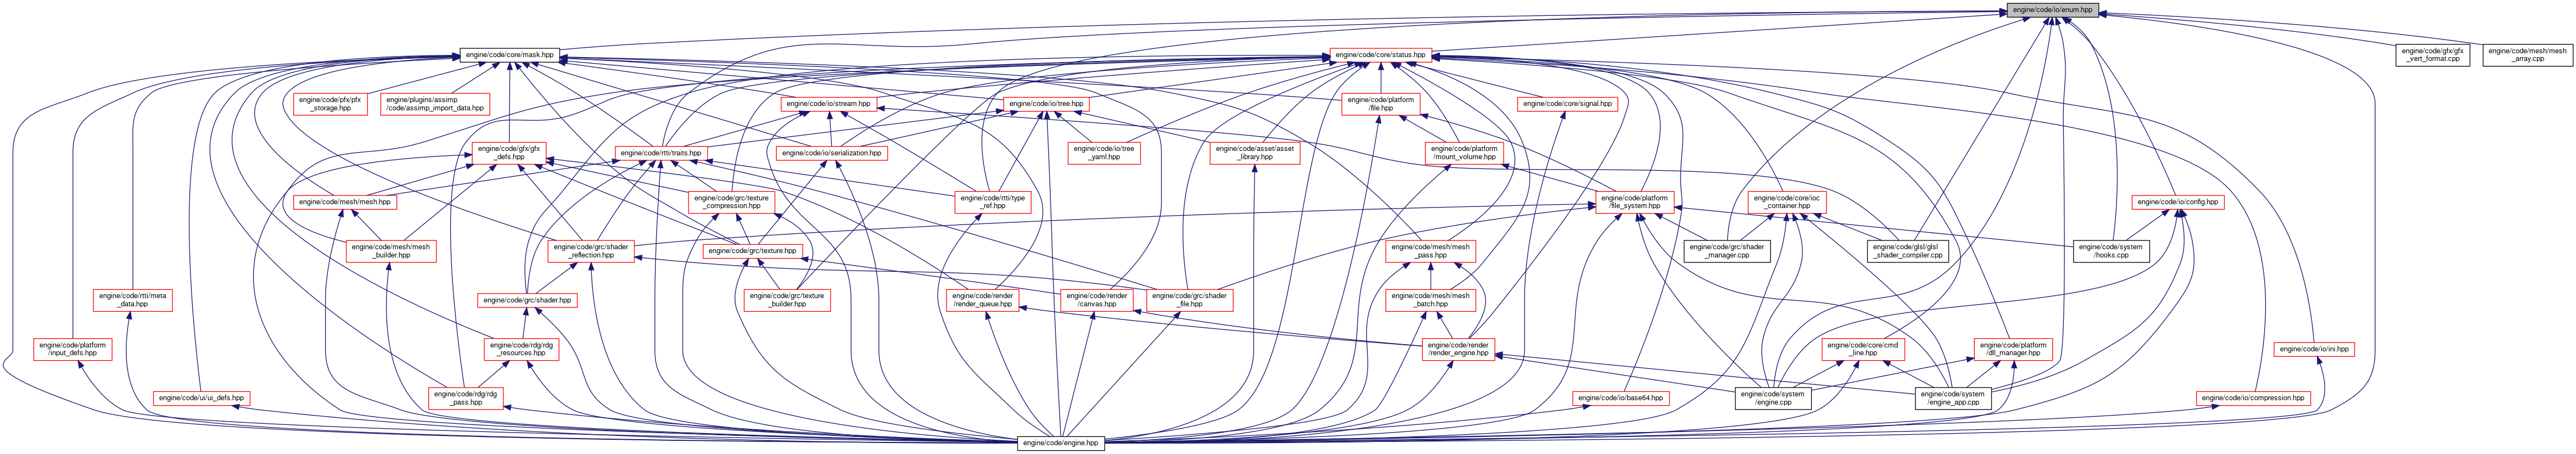 engine/code/io/enum.hpp
engine/code/core/mask.hpp
engine/code/core/status.hpp
engine/code/gfx/gfx
_vert_format.cpp
engine/code/mesh/mesh
_array.cpp
engine/code/pfx/pfx
_storage.hpp
engine/plugins/assimp
/code/assimp_import_data.hpp
engine/code/io/stream.hpp
engine/code/io/tree.hpp
engine/code/platform
/file.hpp
engine/code/core/signal.hpp
engine/code/gfx/gfx
_defs.hpp
engine/code/rtti/traits.hpp
engine/code/io/serialization.hpp
engine/code/io/tree
_yaml.hpp
engine/code/asset/asset
_library.hpp
engine/code/platform
/mount_volume.hpp
engine/code/mesh/mesh.hpp
engine/code/grc/texture
_compression.hpp
engine/code/rtti/type
_ref.hpp
engine/code/platform
/file_system.hpp
engine/code/core/ioc
_container.hpp
engine/code/io/config.hpp
engine/code/mesh/mesh
_builder.hpp
engine/code/grc/shader
_reflection.hpp
engine/code/grc/texture.hpp
engine/code/mesh/mesh
_pass.hpp
engine/code/grc/shader
_manager.cpp
engine/code/glsl/glsl
_shader_compiler.cpp
engine/code/system
/hooks.cpp
engine/code/rtti/meta
_data.hpp
engine/code/grc/shader.hpp
engine/code/grc/texture
_builder.hpp
engine/code/render
/render_queue.hpp
engine/code/render
/canvas.hpp
engine/code/grc/shader
_file.hpp
engine/code/mesh/mesh
_batch.hpp
engine/code/platform
/input_defs.hpp
engine/code/rdg/rdg
_resources.hpp
engine/code/render
/render_engine.hpp
engine/code/core/cmd
_line.hpp
engine/code/platform
/dll_manager.hpp
engine/code/io/ini.hpp
engine/code/ui/ui_defs.hpp
engine/code/rdg/rdg
_pass.hpp
engine/code/io/base64.hpp
engine/code/system
/engine.cpp
engine/code/system
/engine_app.cpp
engine/code/io/compression.hpp
engine/code/engine.hpp